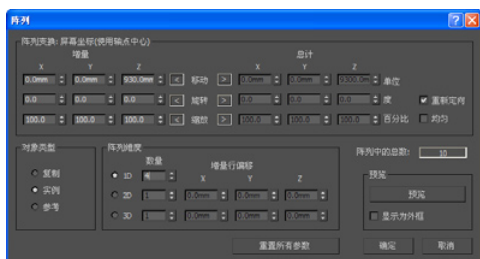 阵列
阵列变换: 屏幕坐标(使用轴点中心)
增量 总计
X Y Z X Y Z
0.0mm 0.0mm 930.0mm < 移动 > 0.0mm 0.0mm 9300.0mm 单位
0.0 0.0 0.0 < 旋转 > 0.0 0.0 0.0 度 重新定向
100.0 100.0 100.0 < 缩放 > 100.0 100.0 100.0 百分比 均匀
对象类型
复制
实例
参考
阵列维度
数量 增量行偏移
1D X Y Z
2D 1 0.0mm 0.0mm 0.0mm
3D 1 0.0mm 0.0mm 0.0mm
阵列中的总数: 10
预览
预览
显示为外框
重置所有参数 确定 取消